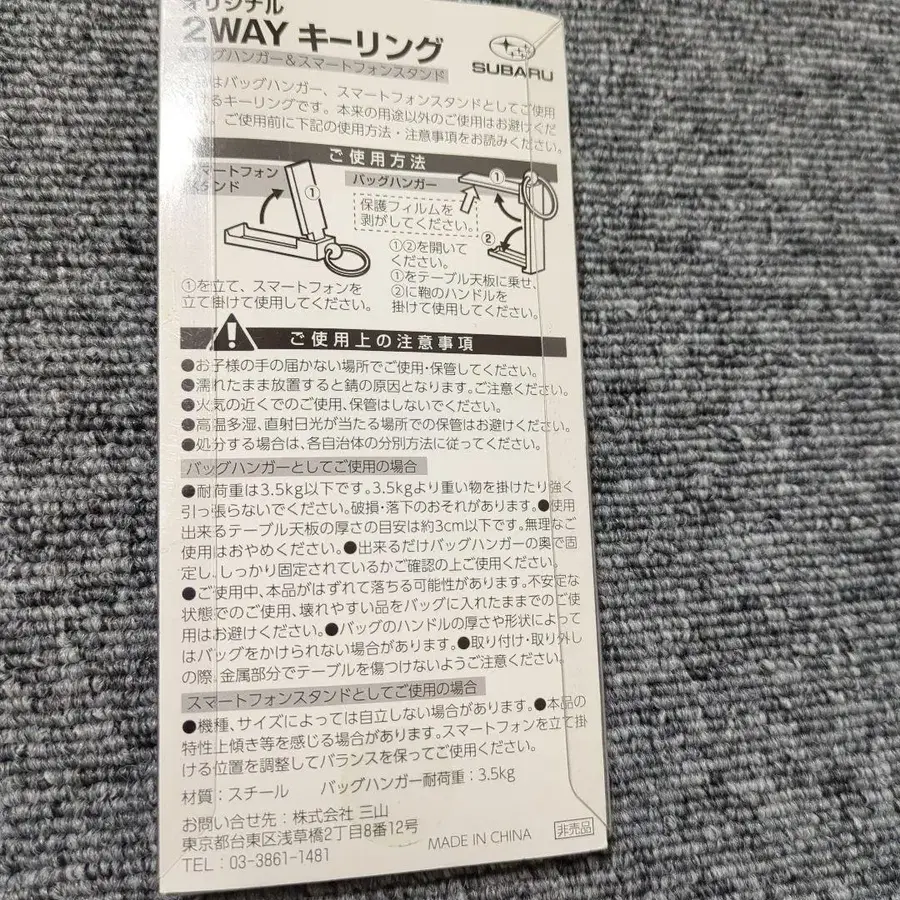 オリジナル
2WAY キーリング
SUBARU
バッグハンガー&スマートフォンスタンド
はバッグハンガー、スマートフォンスタンドとしてご使用
けるキーリングです。本来の用途以外のご使用はお避けくだ
ご使用前に下記の使用方法・注意事項をお読みください。
ご使用方法
スマートフォン
スタンド
①
①を立て、スマートフォンを
立て掛けて使用してください。
バッグハンガー
保護フィルムを
剥がしてください。
①
②
①②を開いて
ください。
①をテーブル天板に乗せ、
②に鞄のハンドルを
掛けて使用してください。
ご使用上の注意事項
●お子様の手の届かない場所でご使用・保管してください。
●濡れたまま放置すると錆の原因となります。ご注意ください。
●火気の近くでのご使用、保管はしないでください。
●高温多湿、直射日光が当たる場所での保管はお避けください。
●処分する場合は、各自治体の分別方法に従ってください。
バッグハンガーとしてご使用の場合
●耐荷重は3.5kg以下です。3.5kgより重い物を掛けたり強く
引っ張らないでください。破損・落下のおそれがあります。●使用
出来るテーブル天板の厚さの目安は約3cm以下です。無理なご
使用はおやめください。●出来るだけバッグハンガーの奥で固
定し、しっかり固定されているかご確認の上ご使用ください。
●ご使用中、本品がはずれて落ちる可能性があります。不安定な
状態でのご使用、壊れやすい品をバッグに入れたままでのご使
用はお避けください。●バッグのハンドルの厚さや形状によって
はバッグをかけられない場合があります。●取り付け・取り外し
の際、金属部分でテーブルを傷つけないようご注意ください。
スマートフォンスタンドとしてご使用の場合
●機種、サイズによっては自立しない場合があります。●本品の
特性上傾き等を感じる場合があります。スマートフォンを立て掛
ける位置を調整してバランスを保ってご使用ください。
材質:スチール バッグハンガー耐荷重:3.5kg
お問い合せ先:株式会社 三山
東京都台東区浅草橋2丁目8番12号
TEL:03-3861-1481
MADE IN CHINA
非売品